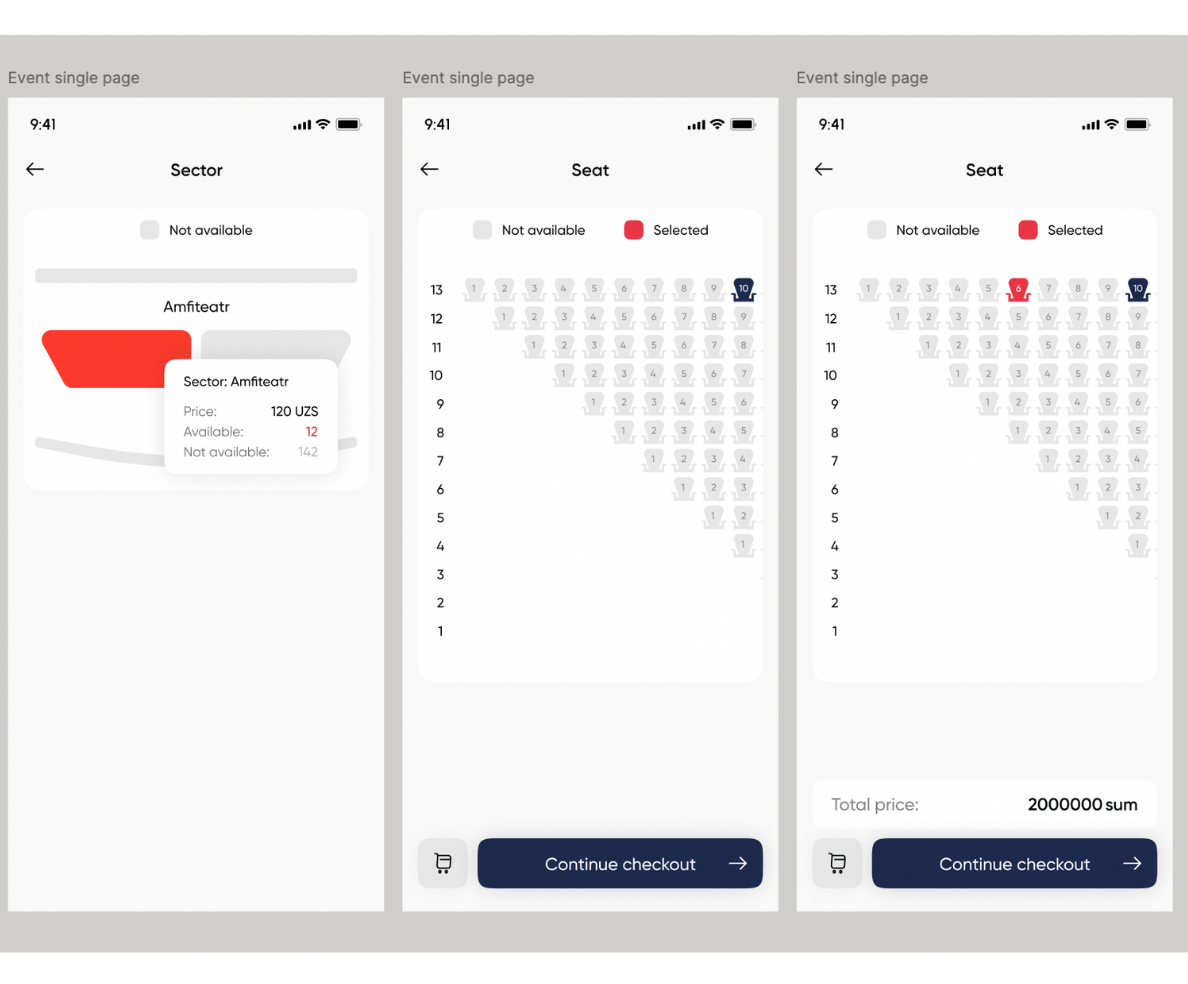 Event single page
9:41
Sector
Not available
Amfiteatr
Sector: Amfiteatr
Price: 120 UZS
Available: 12
Not available: 142
Event single page
9:41
Seat
Not available Selected
13 1 2 3 4 5 6 7 8 9 10
12 1 2 3 4 5 6 7 8 9
11 1 2 3 4 5 6 7 8
10 1 2 3 4 5 6 7
9 1 2 3 4 5 6
8 1 2 3 4 5
7 1 2 3 4
6 1 2 3
5 1 2
4 1
3
2
1
Continue checkout
Event single page
9:41
Seat
Not available Selected
13 1 2 3 4 5 6 7 8 9 10
12 1 2 3 4 5 6 7 8 9
11 1 2 3 4 5 6 7 8
10 1 2 3 4 5 6 7
9 1 2 3 4 5 6
8 1 2 3 4 5
7 1 2 3 4
6 1 2 3
5 1 2
4 1
3
2
1
Total price: 2000000 sum
Continue checkout